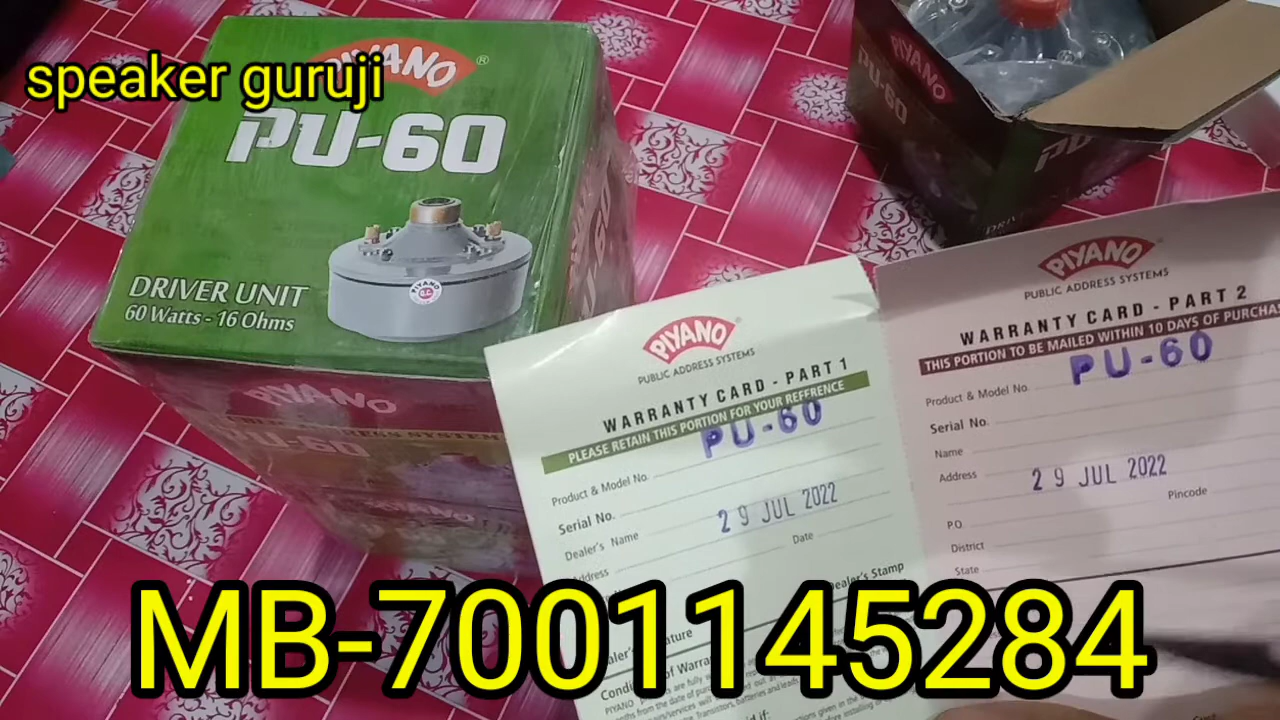 speaker guruji
PIYANO ®
PU-60
DRIVER UNIT
60 Watts - 16 Ohms
PIYANO
PU-60
PIYANO
PIYANO
PU-60
PIYANO
PUBLIC ADDRESS SYSTEMS
WARRANTY CARD - PART 1
PLEASE RETAIN THIS PORTION FOR YOUR REFERENCE
PU-60
Product & Model No.
Serial No.
29 JUL 2022
Dealer's Name
Date
Dealer's Stamp
PIYANO
PUBLIC ADDRESS SYSTEMS
WARRANTY CARD - PART 2
THIS PORTION TO BE MAILED WITHIN 10 DAYS OF
PU-60
Product & Model No.
Serial No.
Name
Address
29 JUL 2022
Pincode
P.O.
District
State
MB-7001145284